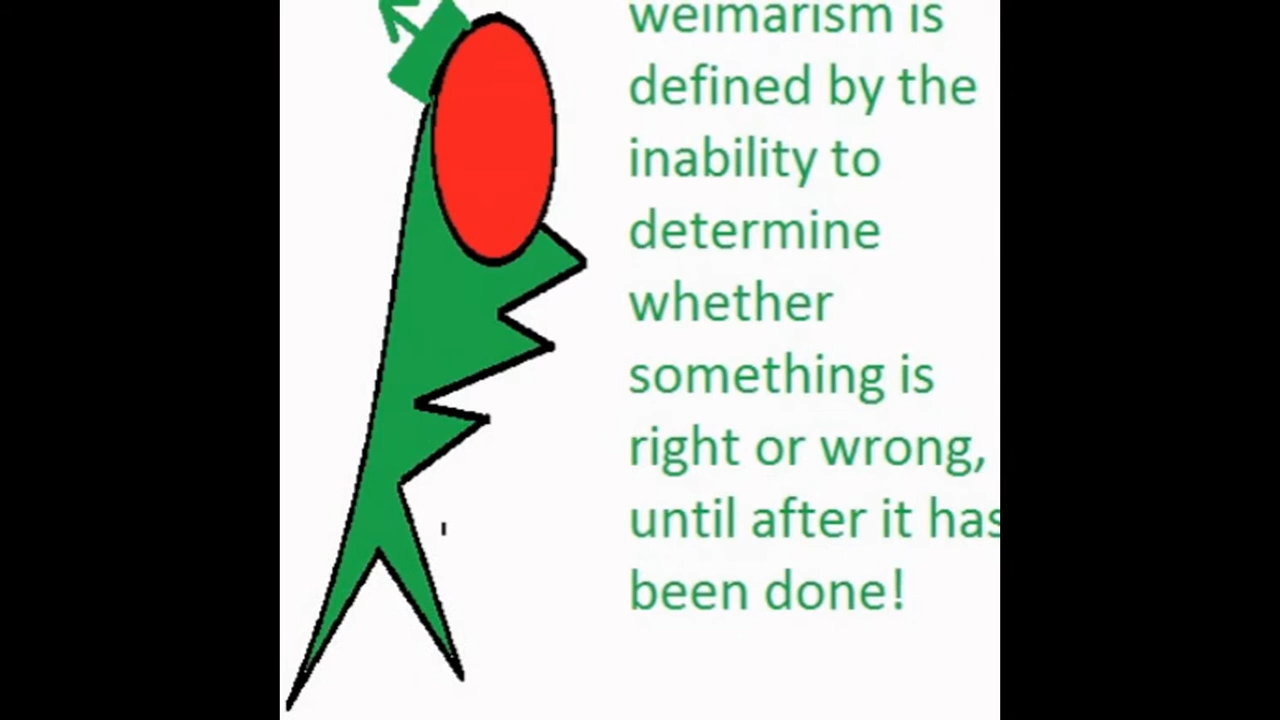 weimarism is
defined by the
inability to
determine
whether
something is
right or wrong,
until after it has
been done!